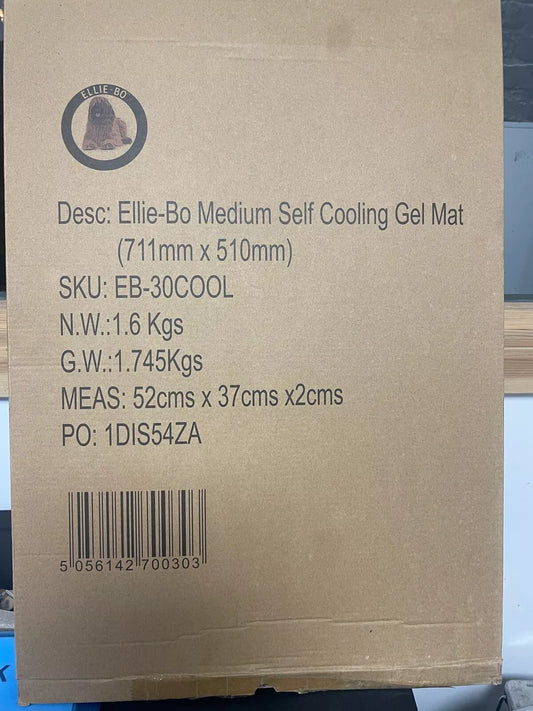 ELLIE-BO
Desc: Ellie-Bo Medium Self Cooling Gel Mat
(711mm x 510mm)
SKU: EB-30COOL
N.W.:1.6 Kgs
G.W.:1.745Kgs
MEAS: 52cms x 37cms x2cms
PO: 1DIS54ZA
5 056142 700303
K